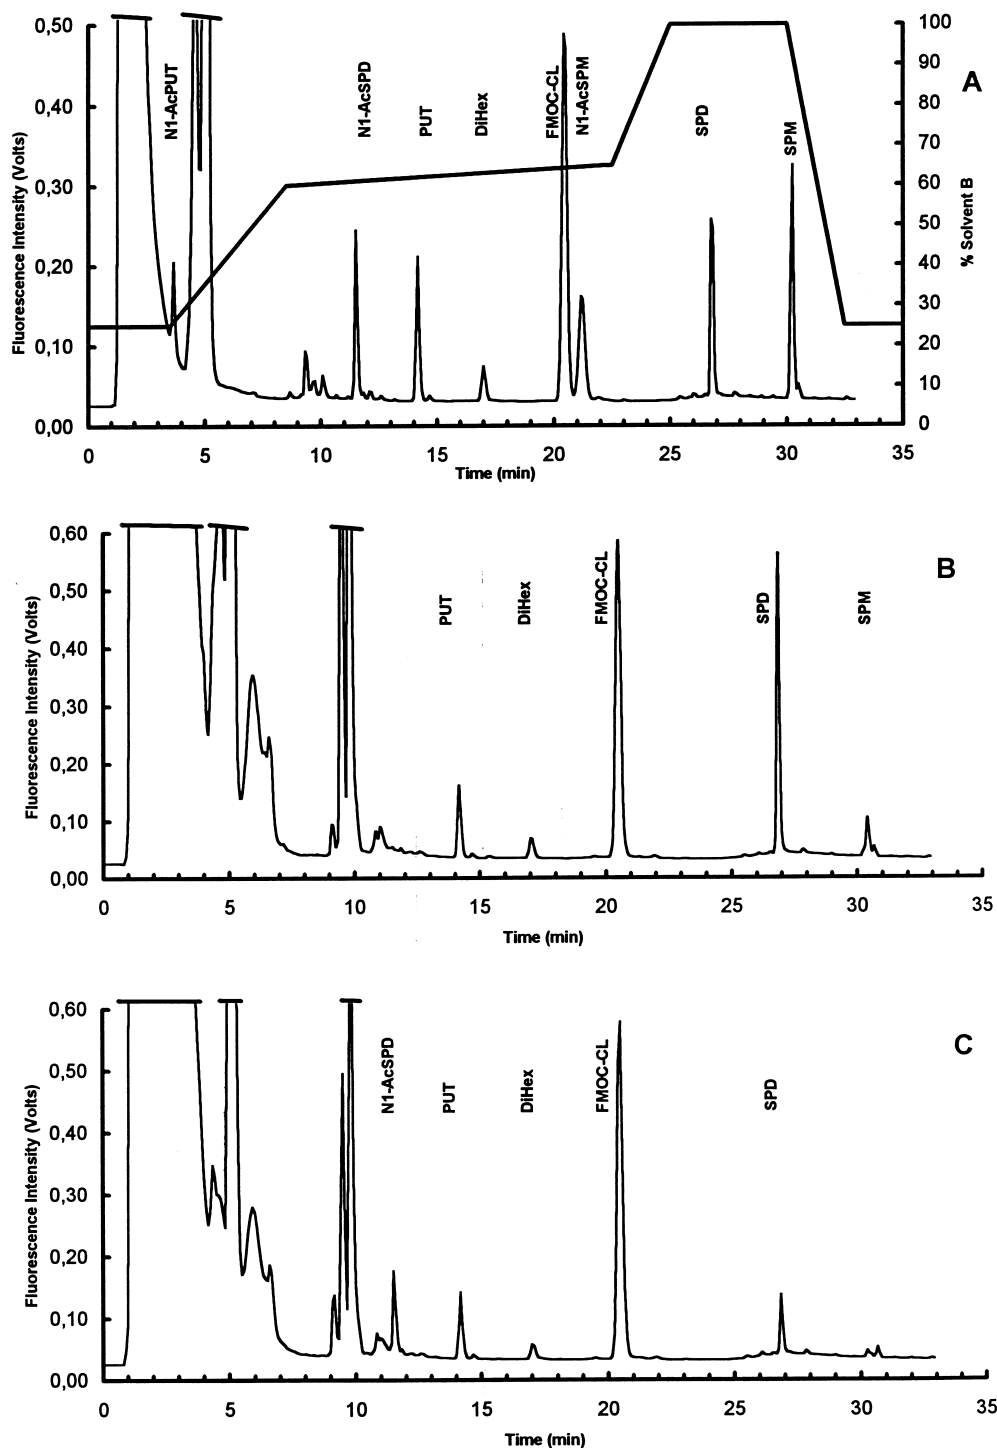 A
Fluorescence Intensity (Volts)
0,50
0,40
0,30
0,20
0,10
0,00
N1-AcPUT
N1-AcSPD
PUT
DiHex
FMOC-CL
N1-AcSPM
SPD
SPM
100
90
80
70
60
50
40
30
20
10
0
% Solvent B
0 5 10 15 20 25 30 35
Time (min)
B
Fluorescence Intensity (Volts)
0,60
0,50
0,40
0,30
0,20
0,10
0,00
PUT
DiHex
FMOC-CL
SPD
SPM
0 5 10 15 20 25 30 35
Time (min)
C
Fluorescence Intensity (Volts)
0,60
0,50
0,40
0,30
0,20
0,10
0,00
N1-AcSPD
PUT
DiHex
FMOC-CL
SPD
0 5 10 15 20 25 30 35
Time (min)